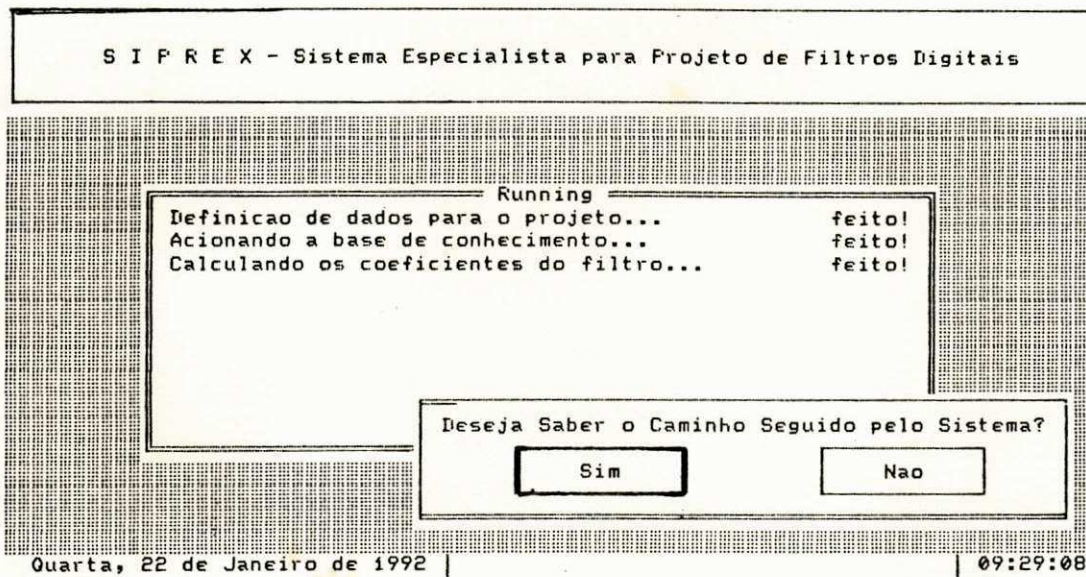 S I P R E X - Sistema Especialista para Projeto de Filtros Digitais
Running
Definicao de dados para o projeto... feito!
Acionando a base de conhecimento... feito!
Calculando os coeficientes do filtro... feito!
Deseja Saber o Caminho Seguido pelo Sistema?
Sim Nao
Quarta, 22 de Janeiro de 1992 09:29:08